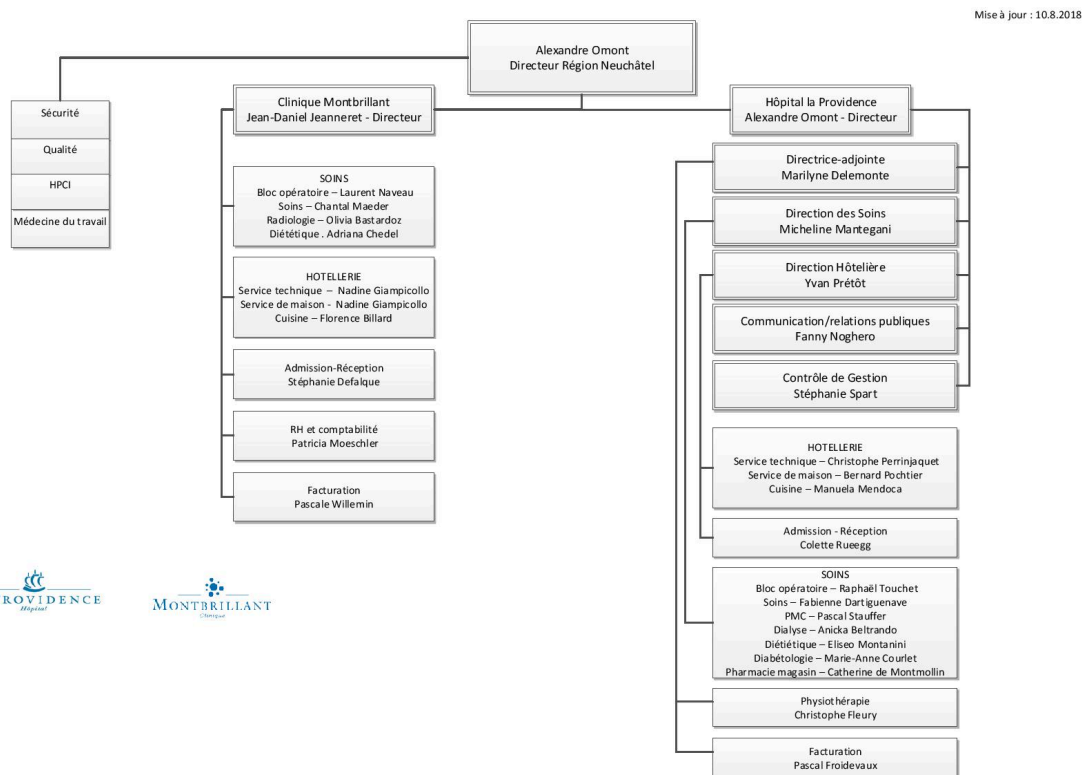 Mise à jour : 10.8.2018
Alexandre Omont
Directeur Région Neuchâtel
Sécurité
Qualité
HPCI
Médecine du travail
Clinique Montbrillant
Jean-Daniel Jeanneret - Directeur
SOINS
Bloc opératoire – Laurent Naveau
Soins – Chantal Maeder
Radiologie – Olivia Bastardoz
Diététique . Adriana Chedel
HOTELLERIE
Service technique – Nadine Giampicollo
Service de maison - Nadine Giampicollo
Cuisine – Florence Billard
Admission-Réception
Stéphanie Defalque
RH et comptabilité
Patricia Moeschler
Facturation
Pascale Willemin
Hôpital la Providence
Alexandre Omont - Directeur
Directrice-adjointe
Marilyne Delemonte
Direction des Soins
Micheline Mantegani
Direction Hôtelière
Yvan Prétôt
Communication/relations publiques
Fanny Noghero
Contrôle de Gestion
Stéphanie Spart
HOTELLERIE
Service technique – Christophe Perrinjaquet
Service de maison – Bernard Pochtier
Cuisine – Manuela Mendoca
Admission - Réception
Colette Rueegg
SOINS
Bloc opératoire – Raphaël Touchet
Soins – Fabienne Dartiguenave
PMC – Pascal Stauffer
Dialyse – Anicka Beltrando
Diétiétique – Eliseo Montanini
Diabétologie – Marie-Anne Courlet
Pharmacie magasin – Catherine de Montmollin
Physiothérapie
Christophe Fleury
Facturation
Pascal Froidevaux
ROVIDENCE
Hôpital
MONTBRILLANT
Clinique